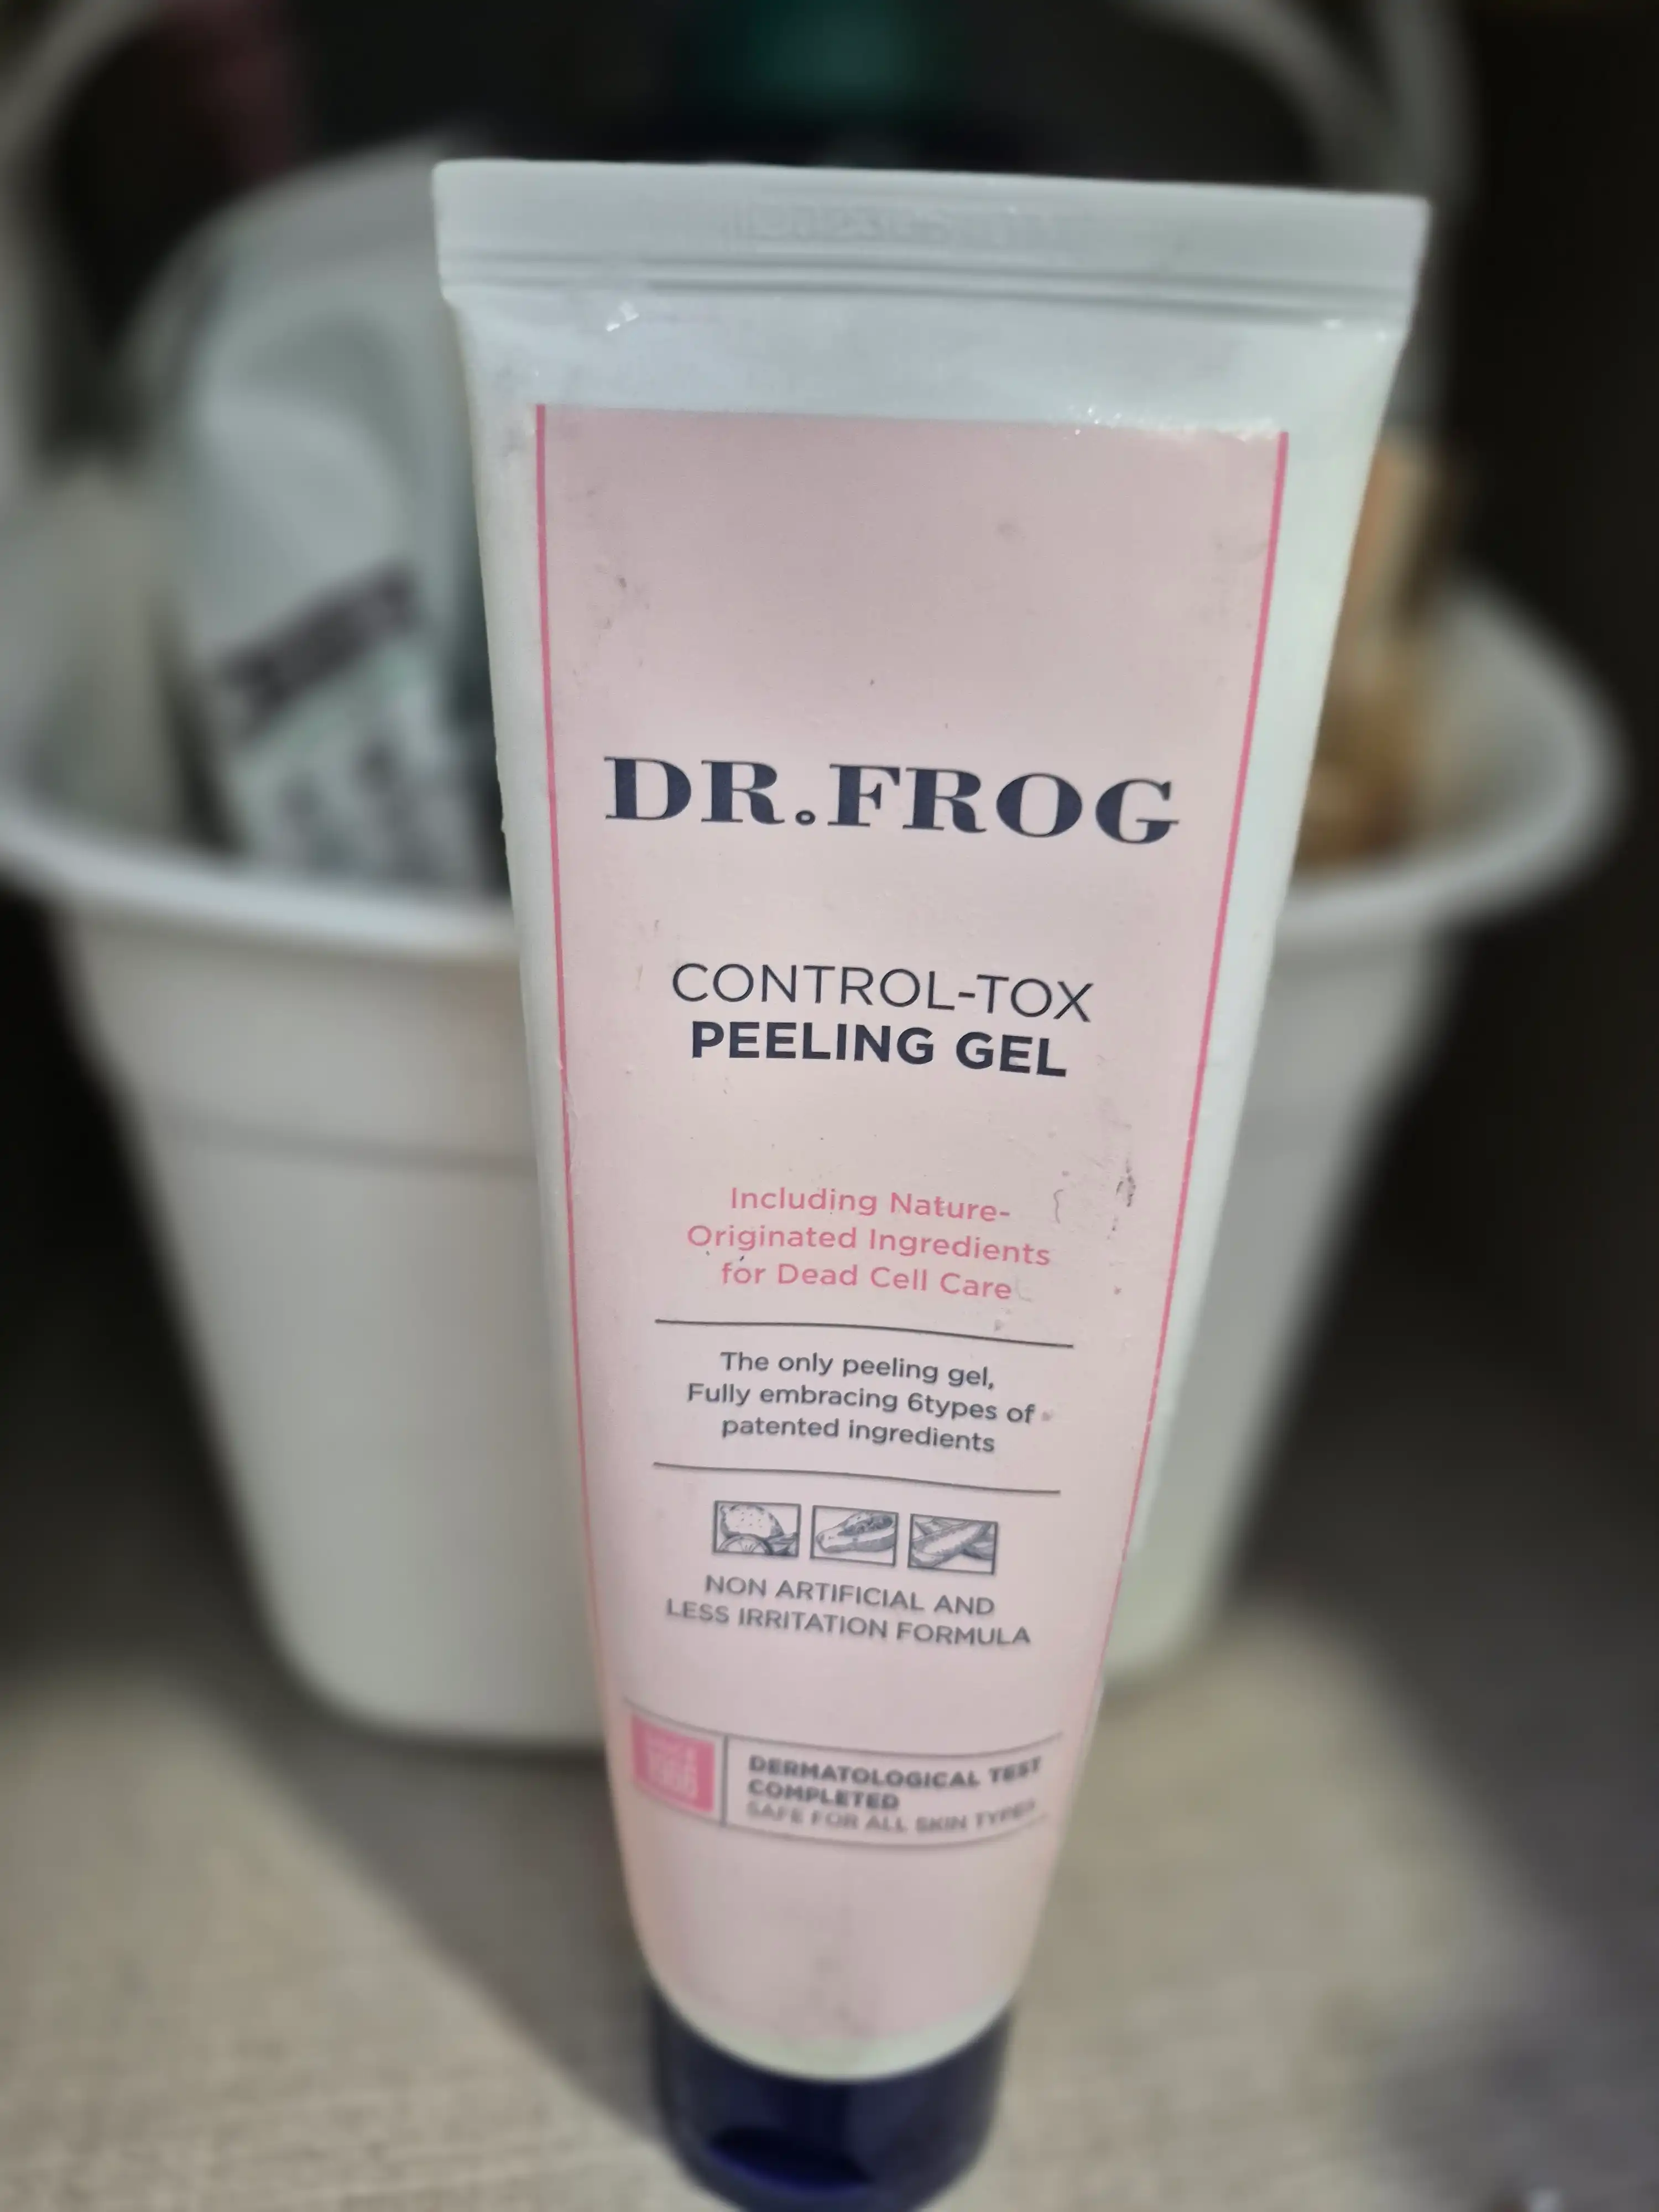 DR.FROG
CONTROL-TOX
PEELING GEL
Including Nature-
Originated Ingredients
for Dead Cell Care
The only peeling gel,
Fully embracing 6types of
patented ingredients
NON ARTIFICIAL AND
LESS IRRITATION FORMULA
DERMATOLOGICAL TEST
COMPLETED
SAFE FOR ALL SKIN TYPES